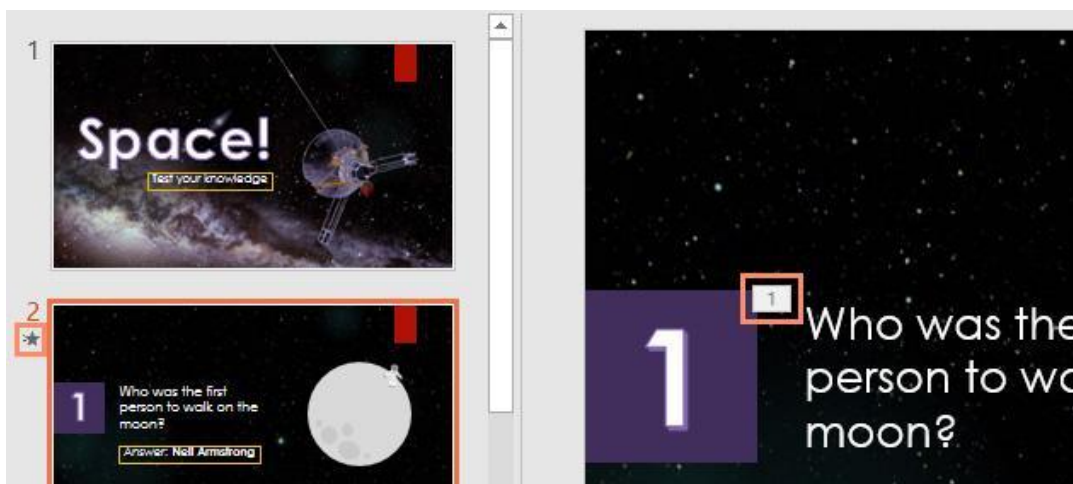 1
Space!
Test your knowledge
2
1
Who was the first
person to walk on the
moon?
Answer: Neil Armstrong
1
1
Who was the
person to wa
moon?